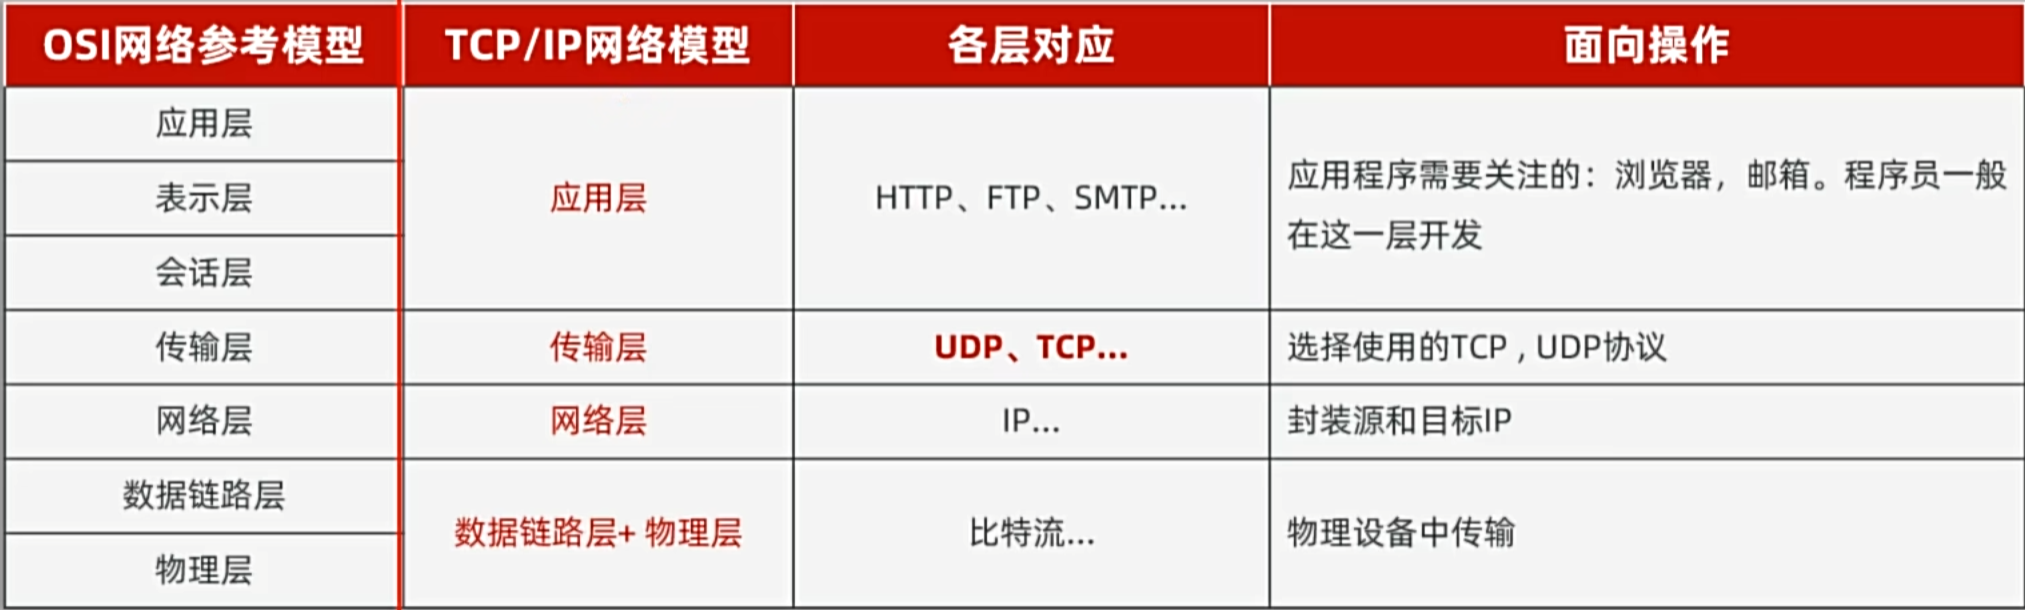 OSI网络参考模型 TCP/IP网络模型 各层对应 面向操作
应用层
表示层
会话层
应用层
HTTP、FTP、SMTP...
应用程序需要关注的：浏览器，邮箱。程序员一般
在这一层开发
传输层 传输层 UDP、TCP... 选择使用的TCP , UDP协议
网络层 网络层 IP... 封装源和目标IP
数据链路层
物理层
数据链路层+ 物理层
比特流...
物理设备中传输